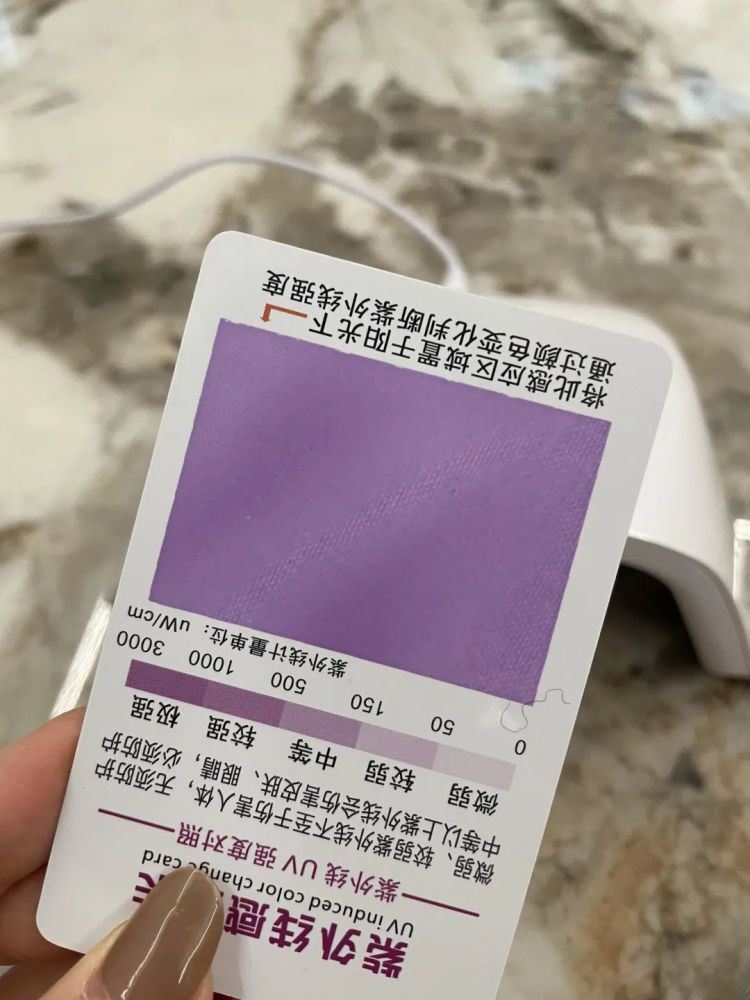 紫外线感
UV induced color change card
紫外线 UV 强度对照
微弱、较弱紫外线不至于伤害人体，无须防护
中等以上紫外线会伤害皮肤、眼睛，必须防护
微弱 较弱 中等 较强 极强
0 50 150 500 1000 3000
紫外线计量单位：uW/cm
将此感应区域置于阳光下
通过颜色变化判断紫外线强度